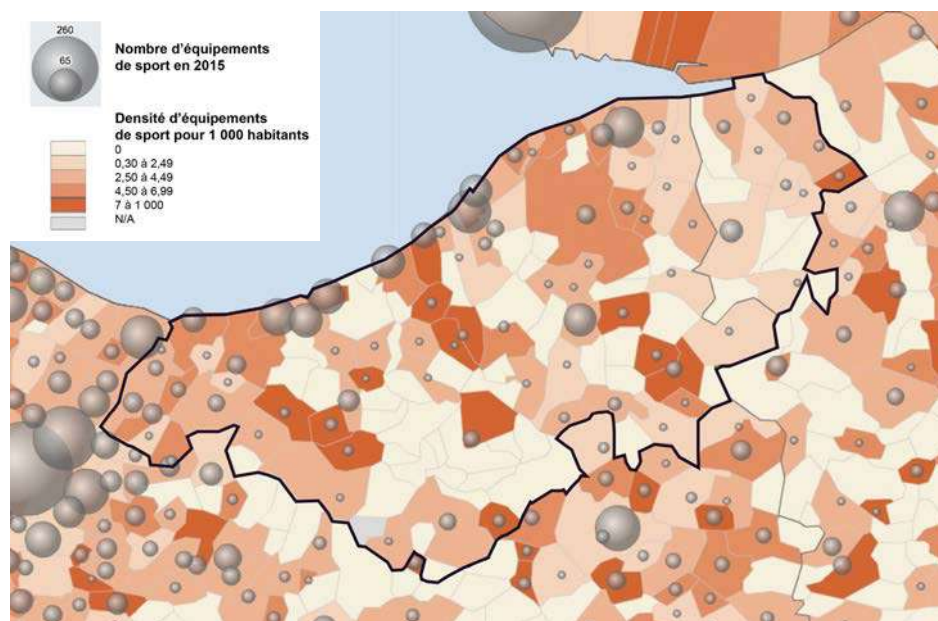 260
65
Nombre d'équipements
de sport en 2015
Densité d'équipements
de sport pour 1 000 habitants
0
0,30 à 2,49
2,50 à 4,49
4,50 à 6,99
7 à 1 000
N/A